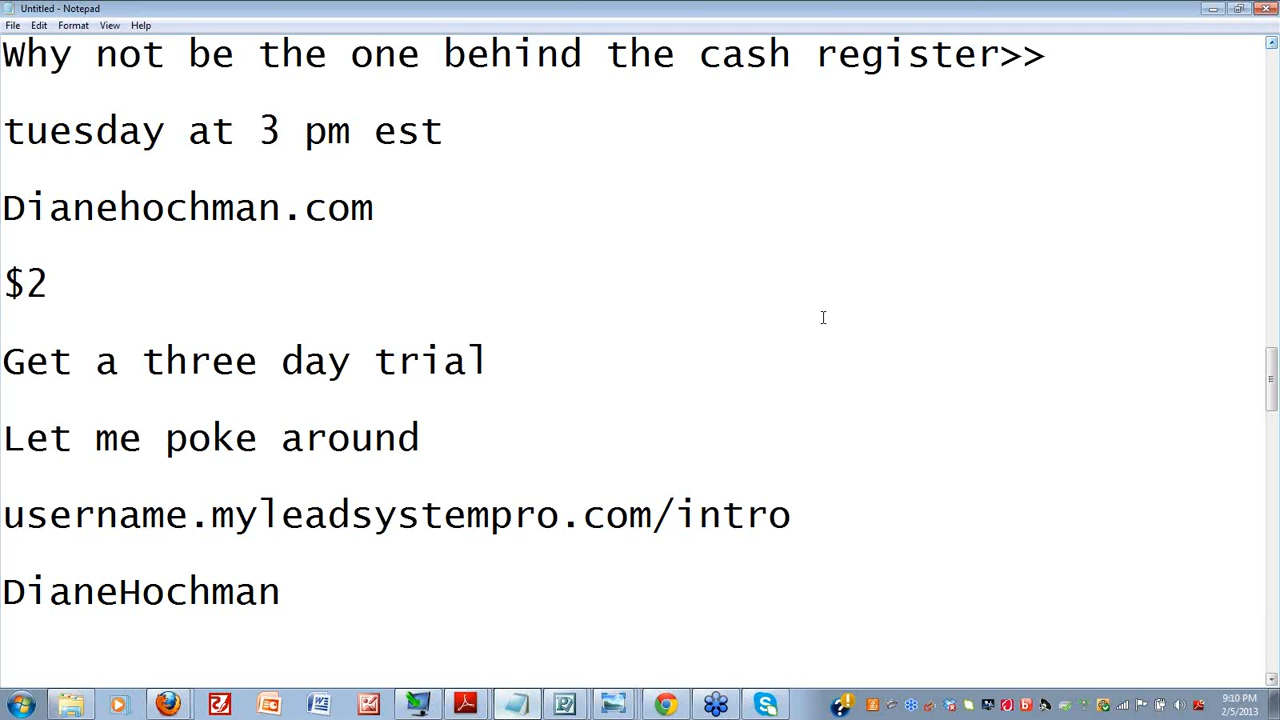 Untitled - Notepad
File Edit Format View Help
Why not be the one behind the cash register>>
tuesday at 3 pm est
Dianehochman.com
$2
Get a three day trial
Let me poke around
username.myleadsystempro.com/intro
DianeHochman
9:10 PM
2/5/2013